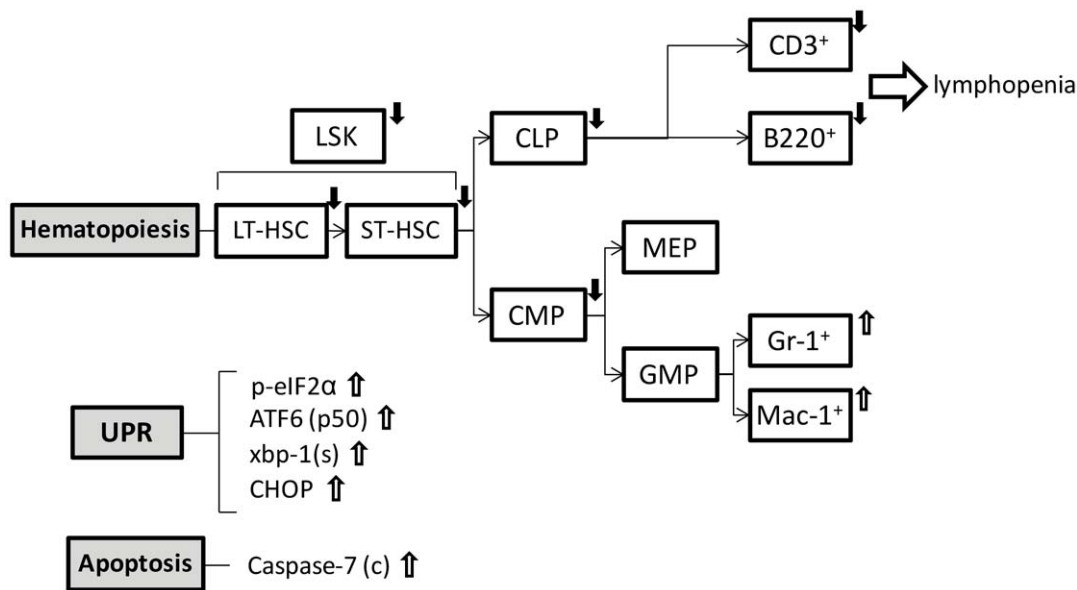 CD3⁺
lymphopenia
LSK
CLP
B220⁺
Hematopoiesis
LT-HSC
ST-HSC
MEP
CMP
Gr-1⁺
GMP
Mac-1⁺
UPR
p-eIF2α
ATF6 (p50)
xbp-1(s)
CHOP
Apoptosis
Caspase-7 (c)